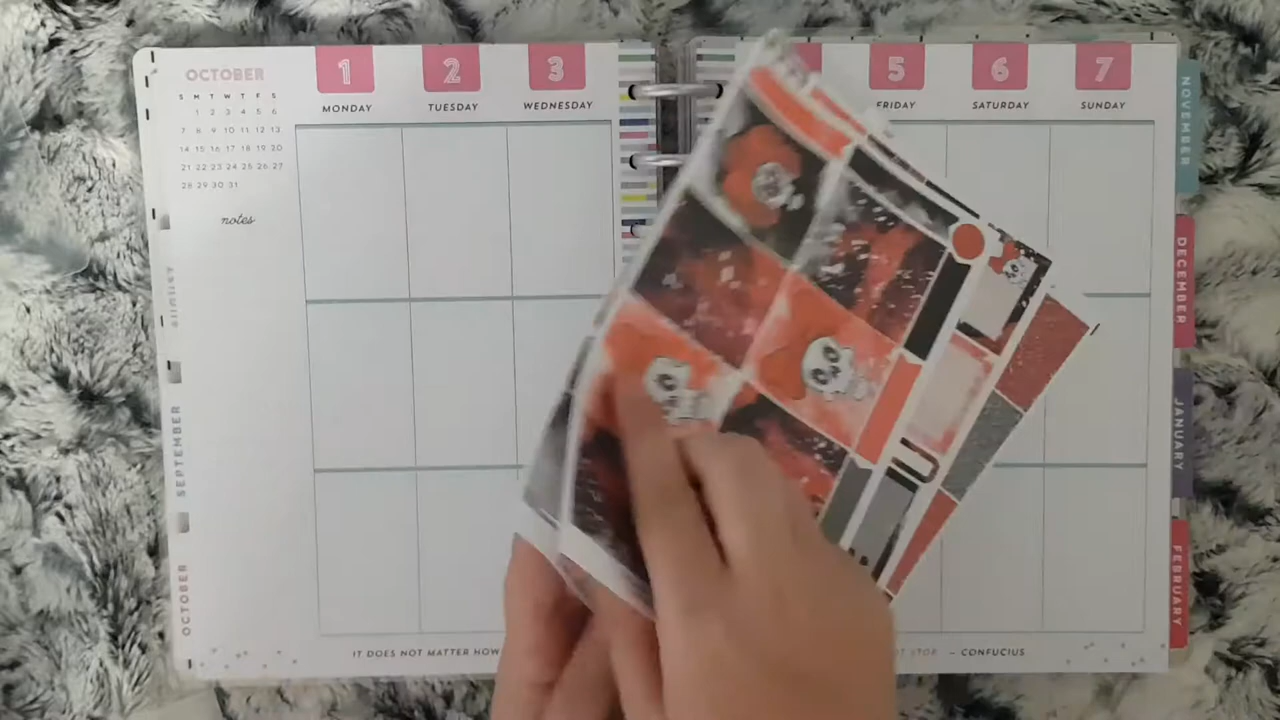 OCTOBER
S M T W T F S
1 2 3 4 5 6
7 8 9 10 11 12 13
14 15 16 17 18 19 20
21 22 23 24 25 26 27
28 29 30 31
notes
1
MONDAY
2
TUESDAY
3
WEDNESDAY
5
FRIDAY
6
SATURDAY
7
SUNDAY
SEPTEMBER
OCTOBER
NOVEMBER
DECEMBER
JANUARY
FEBRUARY
IT DOES NOT MATTER HOW
STOP – CONFUCIUS